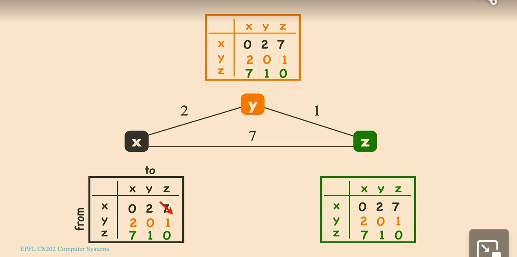 x y z
x 0 2 7
y 2 0 1
z 7 1 0
y
2 1
x 7 z
to
x y z
from x 0 2 7
y 2 0 1
z 7 1 0
x y z
x 0 2 7
y 2 0 1
z 7 1 0
EPFL CS202 Computer Systems